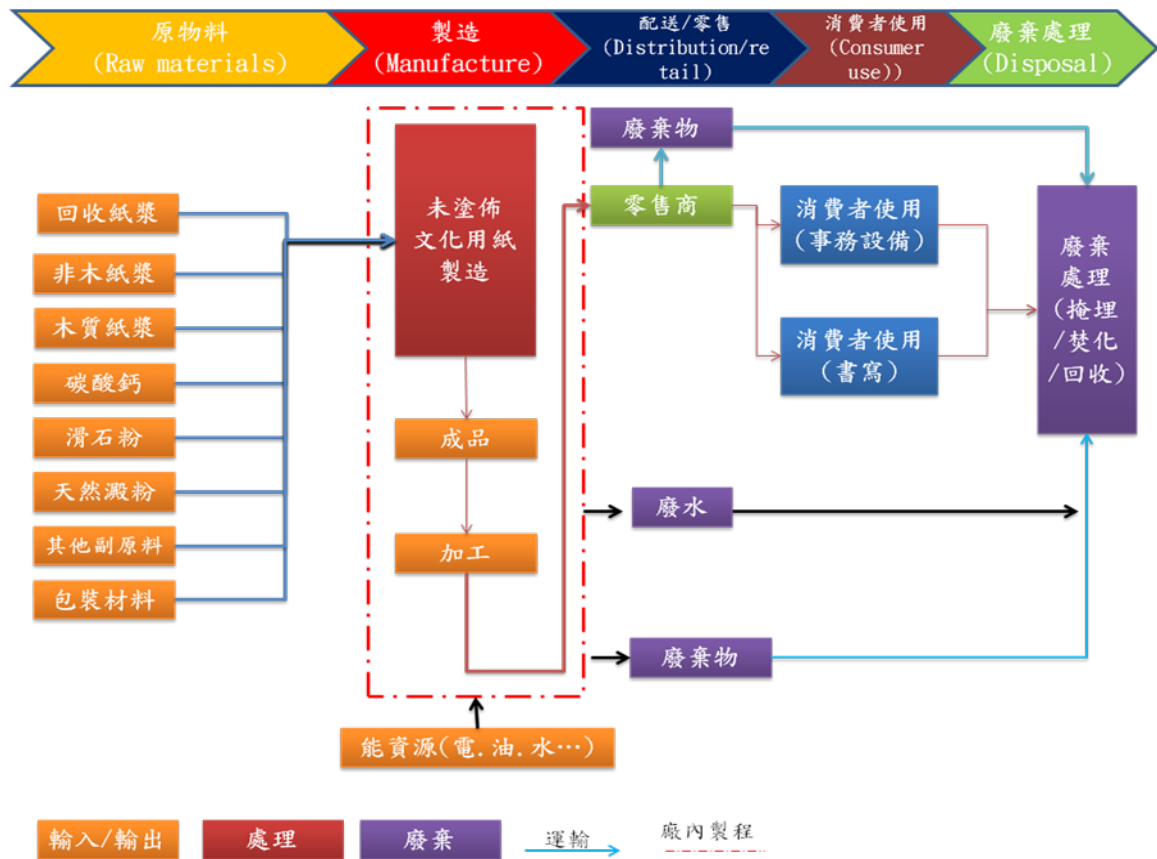 原物料
(Raw materials)
製造
(Manufacture)
配送/零售
(Distribution/re
tail)
消費者使用
(Consumer
use))
廢棄處理
(Disposal)
回收紙漿
非木紙漿
木質紙漿
碳酸鈣
滑石粉
天然澱粉
其他副原料
包裝材料
未塗佈
文化用紙
製造
成品
加工
能資源(電.油.水…)
廢棄物
零售商
消費者使用
(事務設備)
消費者使用
(書寫)
廢水
廢棄物
廢棄
處理
(掩埋
/焚化
/回收)
輸入/輸出
處理
廢棄
運輸
廠內製程